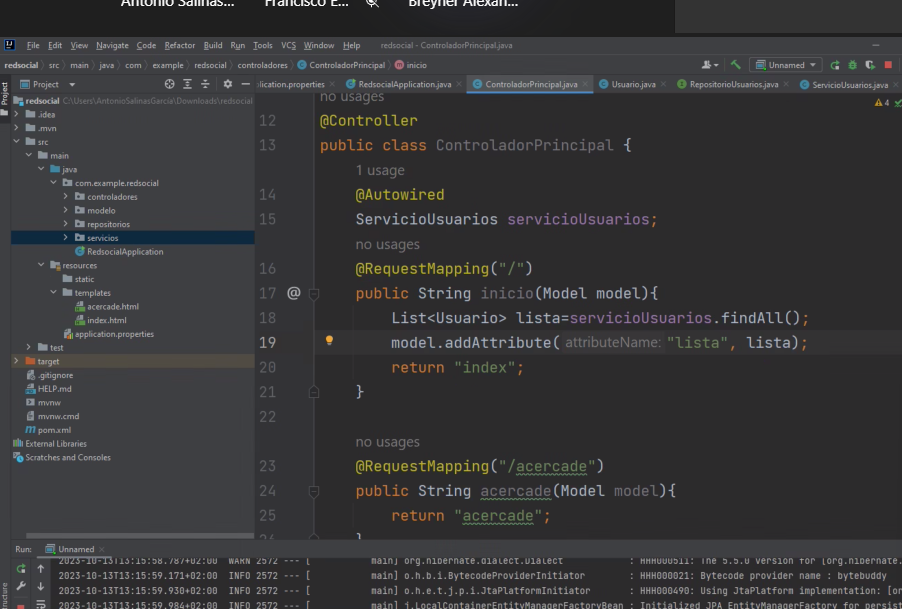 Antonio Salinas... Francisco E... Breyner Alexan...
File Edit View Navigate Code Refactor Build Run Tools VCS Window Help redsocial - ControladorPrincipal.java
redsocial src main java com example redsocial controladores ControladorPrincipal inicio Unnamed
Project
Project
lication.properties RedsocialApplication.java ControladorPrincipal.java Usuario.java RepositorioUsuarios.java ServicioUsuarios.java
redsocial C:\Users\AntonioSalinasGarcia\Downloads\redsocial
.idea
.mvn
src
main
java
com.example.redsocial
controladores
modelo
repositorios
servicios
RedsocialApplication
resources
static
templates
acercade.html
index.html
application.properties
test
target
.gitignore
HELP.md
mvnw
mvnw.cmd
pom.xml
External Libraries
Scratches and Consoles
4
no usages
12 @Controller
13 public class ControladorPrincipal {
1 usage
14 @Autowired
15 ServicioUsuarios servicioUsuarios;
no usages
16 @RequestMapping("/")
17 @ public String inicio(Model model){
18 List<Usuario> lista=servicioUsuarios.findAll();
19 model.addAttribute( attributeName: "lista", lista);
20 return "index";
21 }
22
no usages
23 @RequestMapping("/acercade")
24 public String acercade(Model model){
25 return "acercade";
26 }
Run: Unnamed
2023-10-13T13:15:58.787+02:00 WARN 2572 --- [ main] org.hibernate.dialect.Dialect : HHH000511: The 5.5.0 version for [org.hibernate.
2023-10-13T13:15:59.171+02:00 INFO 2572 --- [ main] o.h.b.i.BytecodeProviderInitiator : HHH000021: Bytecode provider name : bytebuddy
2023-10-13T13:15:59.930+02:00 INFO 2572 --- [ main] o.h.e.t.j.p.i.JtaPlatformInitiator : HHH000490: Using JtaPlatform implementation: [or
2023-10-13T13:15:59.984+02:00 INFO 2572 --- [ main] j.LocalContainerEntityManagerFactoryBean : Initialized JPA EntityManagerFactory for persist